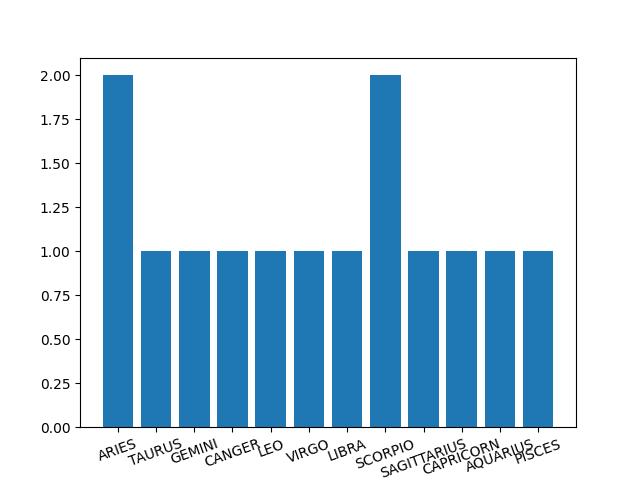 2.00
1.75
1.50
1.25
1.00
0.75
0.50
0.25
0.00
ARIES
TAURUS
GEMINI
CANGER
LEO
VIRGO
LIBRA
SCORPIO
SAGITTARIUS
CAPRICORN
AQUARIUS
PISCES